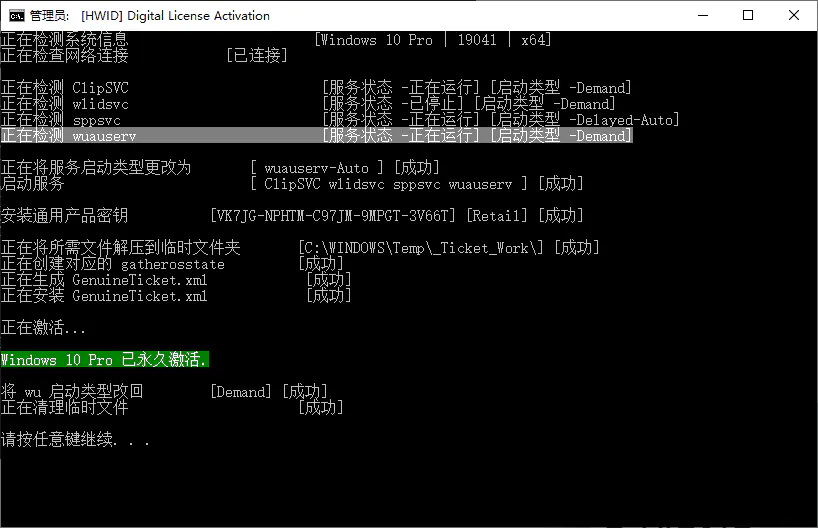 管理员: [HWID] Digital License Activation
正在检测系统信息 [Windows 10 Pro | 19041 | x64]
正在检查网络连接 [已连接]
正在检测 ClipSVC [服务状态 -正在运行] [启动类型 -Demand]
正在检测 wlidsvc [服务状态 -已停止] [启动类型 -Demand]
正在检测 sppsvc [服务状态 -正在运行] [启动类型 -Delayed-Auto]
正在检测 wuauserv [服务状态 -正在运行] [启动类型 -Demand]
正在将服务启动类型更改为 [ wuauserv-Auto ] [成功]
启动服务 [ ClipSVC wlidsvc sppsvc wuauserv ] [成功]
安装通用产品密钥 [VK7JG-NPHTM-C97JM-9MPGT-3V66T] [Retail] [成功]
正在将所需文件解压到临时文件夹 [C:\WINDOWS\Temp\_Ticket_Work\] [成功]
正在创建对应的 gatherosstate [成功]
正在生成 GenuineTicket.xml [成功]
正在安装 GenuineTicket.xml [成功]
正在激活...
Windows 10 Pro 已永久激活.
将 wu 启动类型改回 [Demand] [成功]
正在清理临时文件 [成功]
请按任意键继续. . .